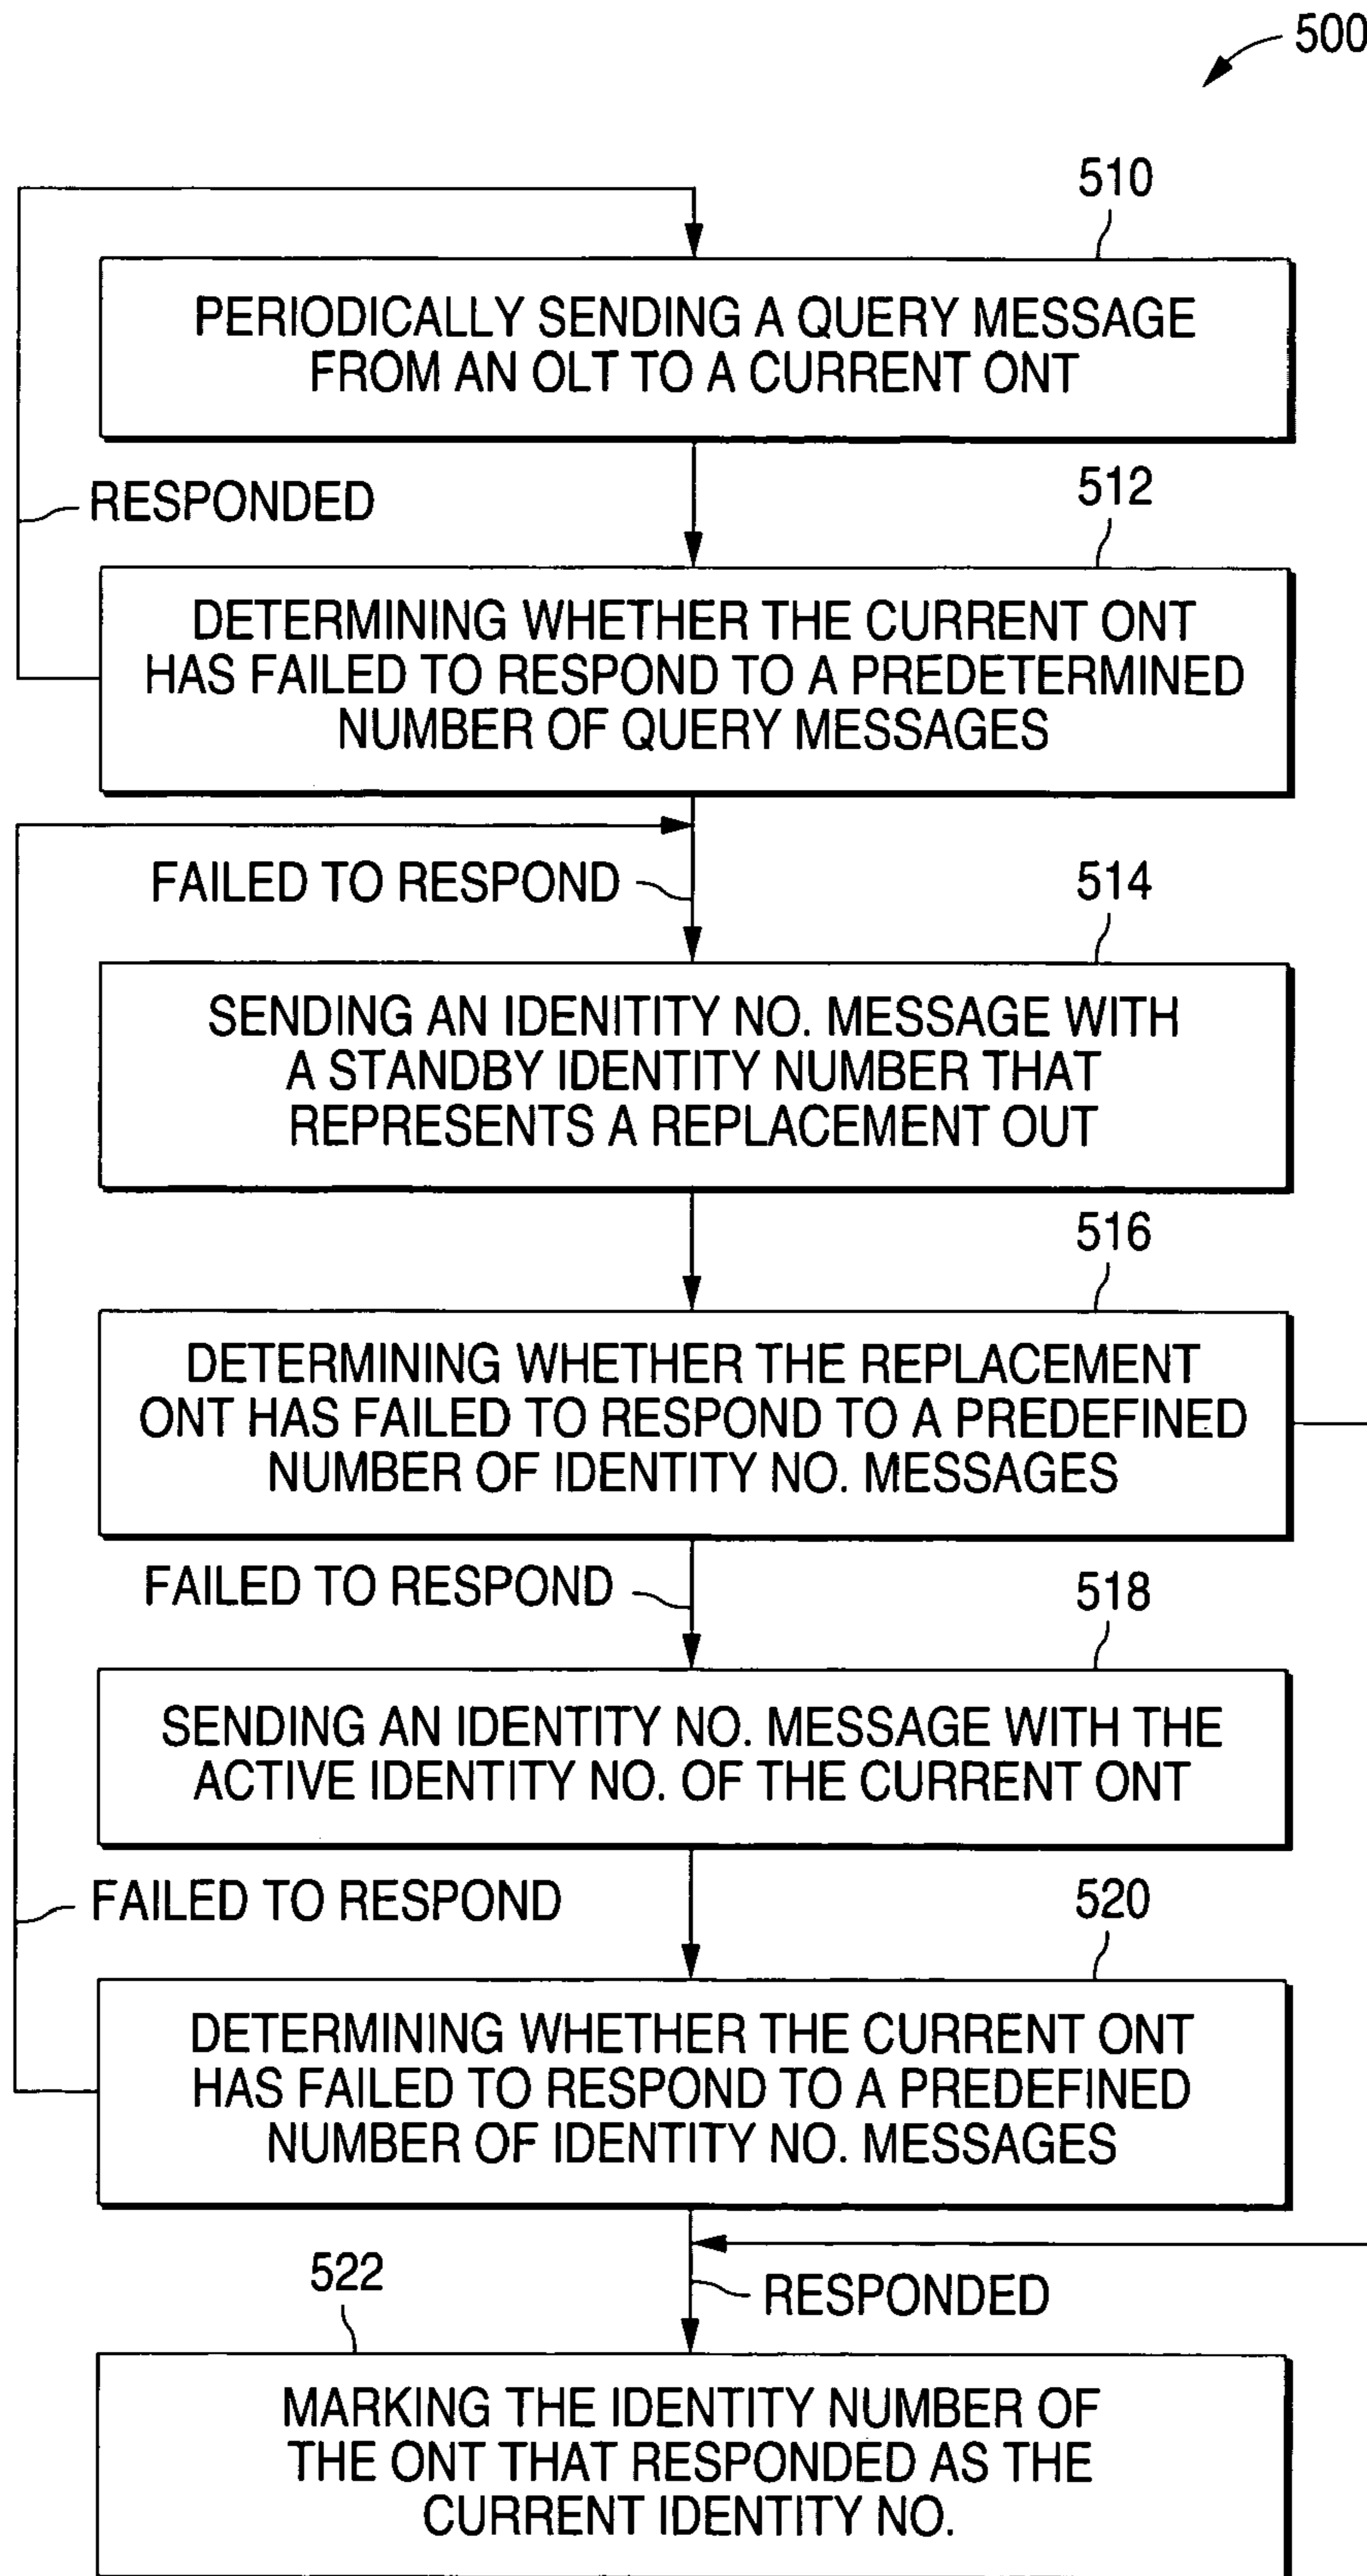 500
510
PERIODICALLY SENDING A QUERY MESSAGE
FROM AN OLT TO A CURRENT ONT
RESPONDED
512
DETERMINING WHETHER THE CURRENT ONT
HAS FAILED TO RESPOND TO A PREDETERMINED
NUMBER OF QUERY MESSAGES
FAILED TO RESPOND
514
SENDING AN IDENITITY NO. MESSAGE WITH
A STANDBY IDENTITY NUMBER THAT
REPRESENTS A REPLACEMENT OUT
516
DETERMINING WHETHER THE REPLACEMENT
ONT HAS FAILED TO RESPOND TO A PREDEFINED
NUMBER OF IDENTITY NO. MESSAGES
FAILED TO RESPOND
518
SENDING AN IDENTITY NO. MESSAGE WITH THE
ACTIVE IDENTITY NO. OF THE CURRENT ONT
FAILED TO RESPOND
520
DETERMINING WHETHER THE CURRENT ONT
HAS FAILED TO RESPOND TO A PREDEFINED
NUMBER OF IDENTITY NO. MESSAGES
522
RESPONDED
MARKING THE IDENTITY NUMBER OF
THE ONT THAT RESPONDED AS THE
CURRENT IDENTITY NO.